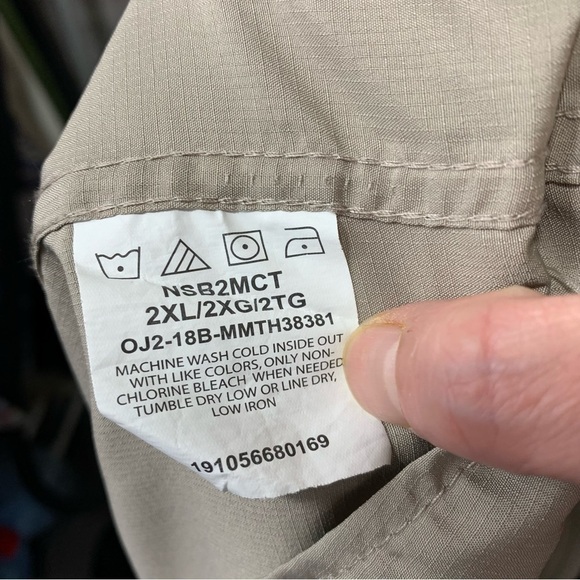 NSB2MCT
2XL/2XG/2TG
OJ2-18B-MMTH38381
MACHINE WASH COLD INSIDE OUT
WITH LIKE COLORS, ONLY NON-
CHLORINE BLEACH WHEN NEEDED
TUMBLE DRY LOW OR LINE DRY,
LOW IRON
191056680169